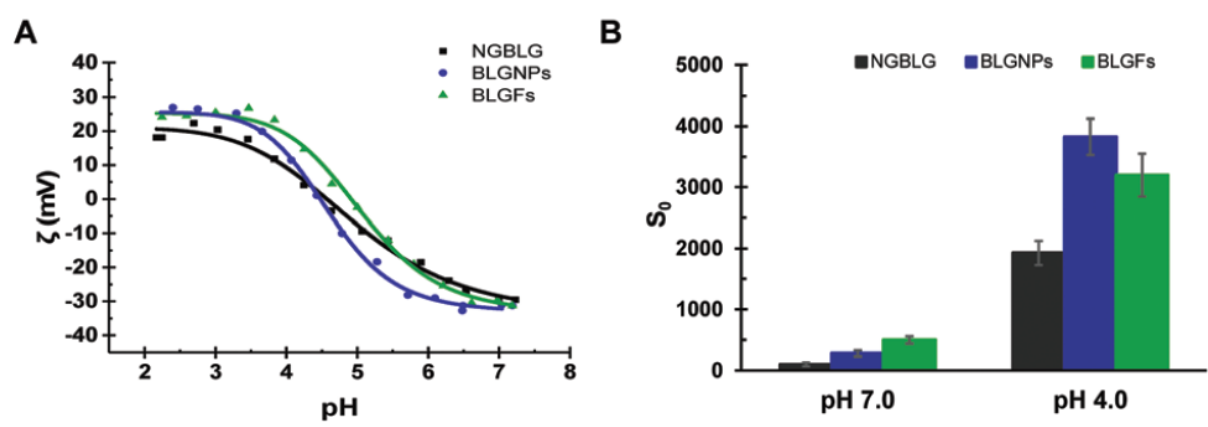 A
NGBLG
BLGNPs
BLGFs
40
30
20
10
0
-10
-20
-30
-40
ζ (mV)
2 3 4 5 6 7 8
pH
B
NGBLG BLGNPs BLGFs
5000
4000
3000
2000
1000
0
S₀
pH 7.0 pH 4.0